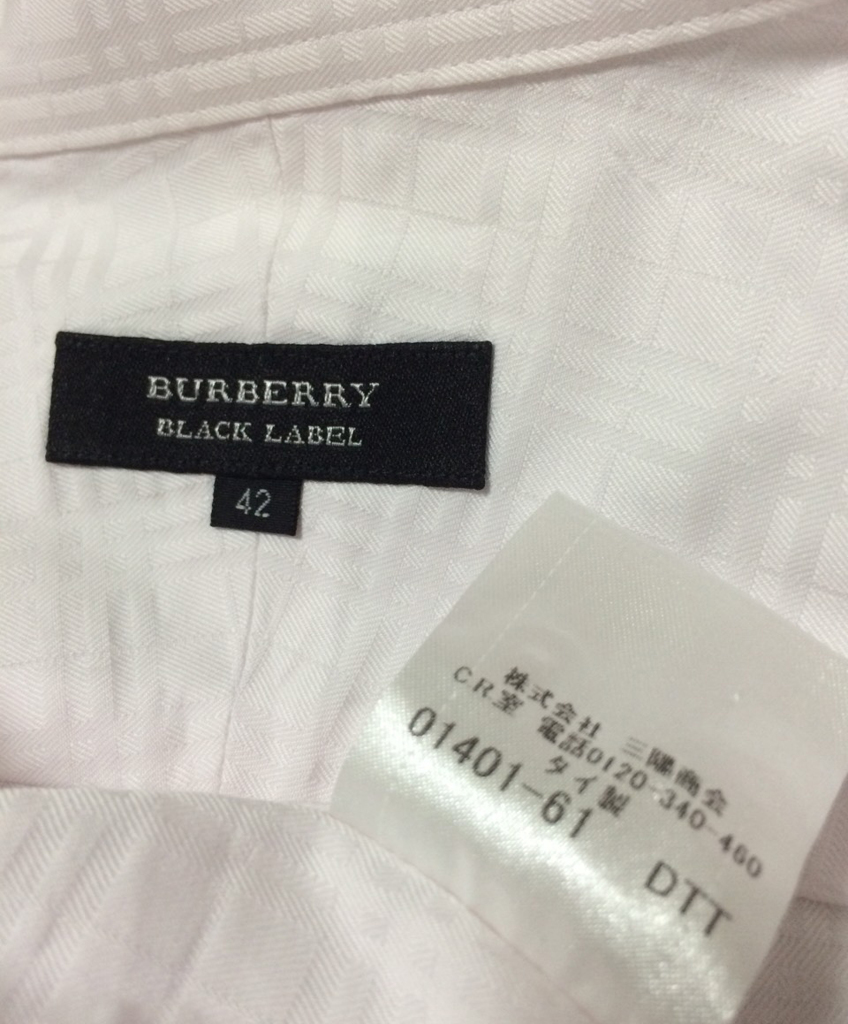 BURBERRY
BLACK LABEL
42
株式会社 三陽商会
CR室 電話0120-340-460
タイ製
01401-61
DTT